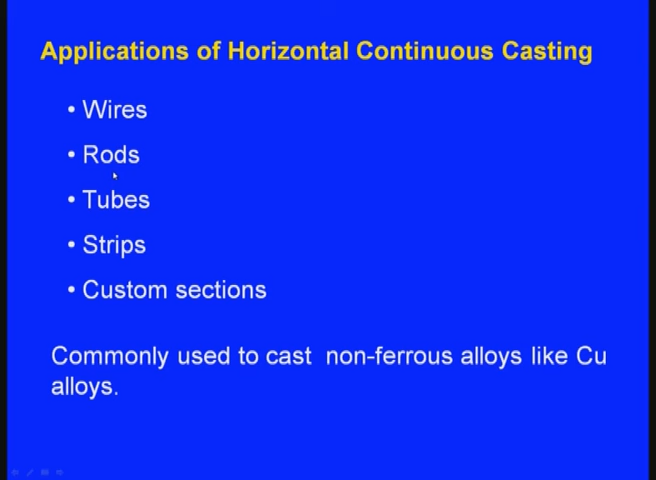 Applications of Horizontal Continuous Casting
• Wires
• Rods
• Tubes
• Strips
• Custom sections
Commonly used to cast non-ferrous alloys like Cu
alloys.